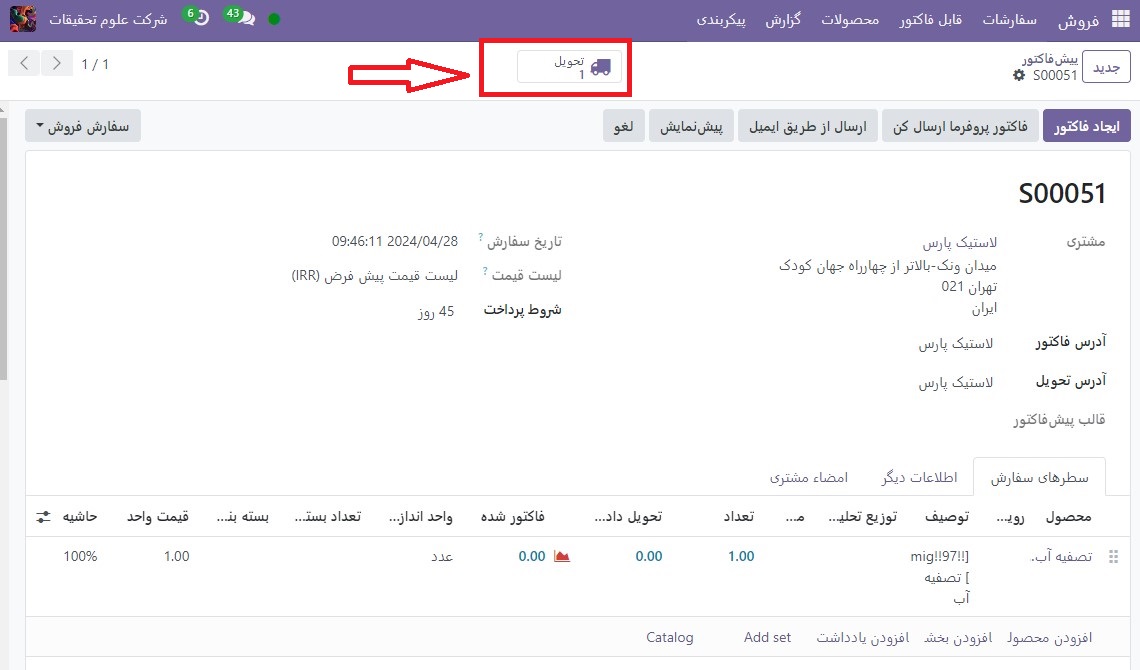 فروش سفارشات قابل فاکتور محصولات گزارش پیکربندی 43 6 شرکت علوم تحقیقات
جدید پیش‌فاکتور S00051 تحویل 1 1 / 1
ایجاد فاکتور فاکتور پروفرما ارسال کن ارسال از طریق ایمیل پیش‌نمایش لغو سفارش فروش
S00051
مشتری لاستیک پارس
میدان ونک-بالاتر از چهارراه جهان کودک
تهران 021
ایران
آدرس فاکتور لاستیک پارس
آدرس تحویل لاستیک پارس
قالب پیش‌فاکتور
تاریخ سفارش ? 2024/04/28 09:46:11
لیست قیمت ? لیست قیمت پیش فرض (IRR)
شروط پرداخت 45 روز
سطرهای سفارش اطلاعات دیگر امضاء مشتری
محصول رویـ... توصیف توزیع تحلیـ... مـ... تعداد تحویل داد... فاکتور شده واحد انداز... تعداد بستـ... بسته بنـ... قیمت واحد حاشیه
تصفیه آب. [!!97!!mig 1.00 0.00 0.00 عدد 1.00 100%
] تصفیه
آب
افزودن محصول افزودن بخش افزودن یادداشت Add set Catalog